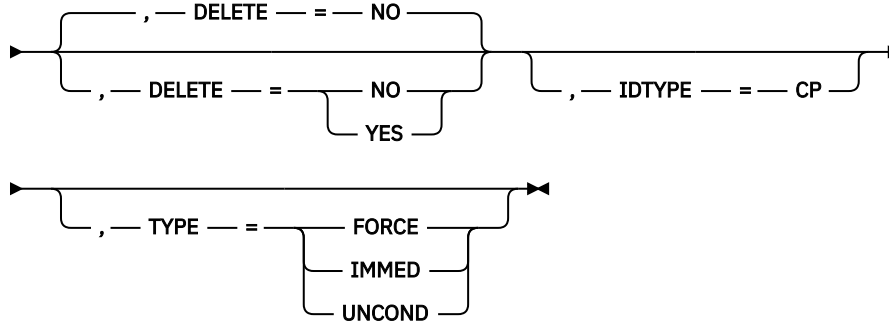 , DELETE = NO
, DELETE = NO
YES
, IDTYPE = CP
, TYPE = FORCE
IMMED
UNCOND